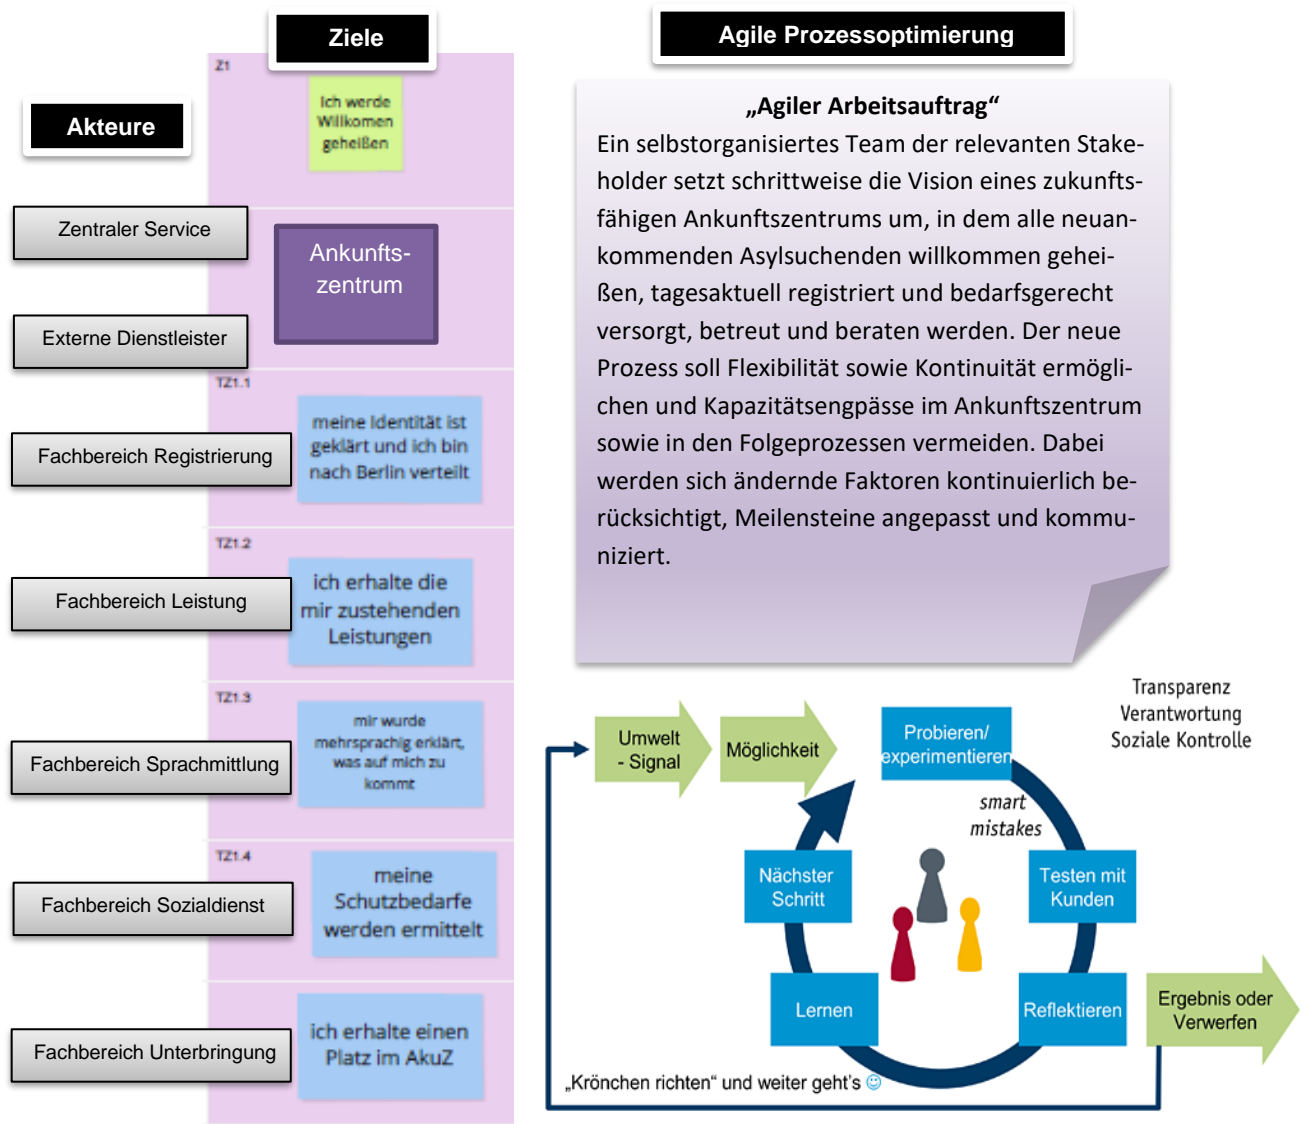 Ziele
Agile Prozessoptimierung
Akteure
Z1
Ich werde
Willkomen
geheißen
Zentraler Service
Ankunfts-
zentrum
Externe Dienstleister
TZ1.1
meine Identität ist
geklärt und ich bin
nach Berlin verteilt
Fachbereich Registrierung
TZ1.2
ich erhalte die
mir zustehenden
Leistungen
Fachbereich Leistung
TZ1.3
mir wurde
mehrsprachig erklärt,
was auf mich zu
kommt
Fachbereich Sprachmittlung
TZ1.4
meine
Schutzbedarfe
werden ermittelt
Fachbereich Sozialdienst
ich erhalte einen
Platz im AkuZ
Fachbereich Unterbringung
„Agiler Arbeitsauftrag“
Ein selbstorganisiertes Team der relevanten Stake-
holder setzt schrittweise die Vision eines zukunfts-
fähigen Ankunftszentrums um, in dem alle neuan-
kommenden Asylsuchenden willkommen gehei-
ßen, tagesaktuell registriert und bedarfsgerecht
versorgt, betreut und beraten werden. Der neue
Prozess soll Flexibilität sowie Kontinuität ermögli-
chen und Kapazitätsengpässe im Ankunftszentrum
sowie in den Folgeprozessen vermeiden. Dabei
werden sich ändernde Faktoren kontinuierlich be-
rücksichtigt, Meilensteine angepasst und kommu-
niziert.
Transparenz
Verantwortung
Soziale Kontrolle
Umwelt
- Signal
Möglichkeit
Probieren/
experimentieren
smart
mistakes
Testen mit
Kunden
Reflektieren
Ergebnis oder
Verwerfen
Lernen
Nächster
Schritt
„Krönchen richten“ und weiter geht's ☺